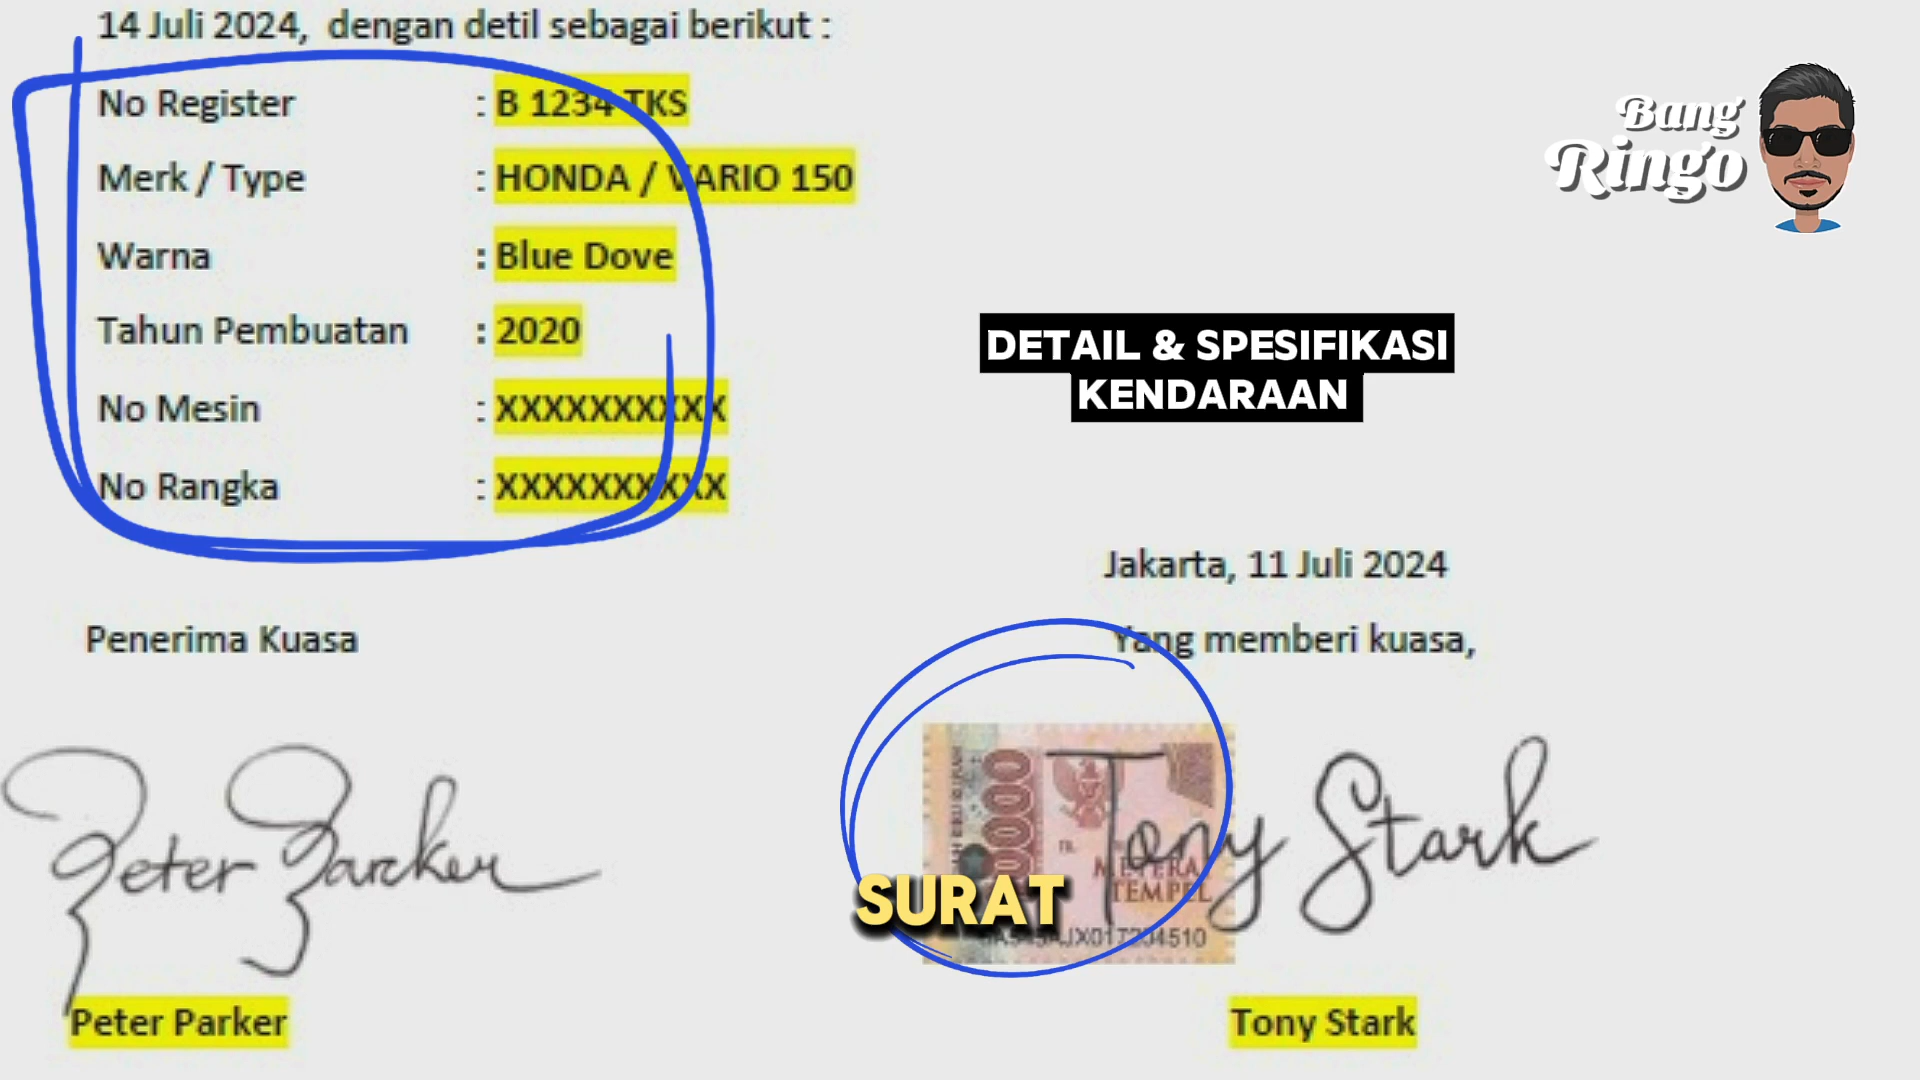 14 Juli 2024, dengan detil sebagai berikut :
No Register : B 1234 TKS
Merk / Type : HONDA / VARIO 150
Warna : Blue Dove
Tahun Pembuatan : 2020
No Mesin : XXXXXXXXXX
No Rangka : XXXXXXXXXX
Bang
Ringo
DETAIL & SPESIFIKASI
KENDARAAN
Jakarta, 11 Juli 2024
Penerima Kuasa
Yang memberi kuasa,
Peter Parker
Tony Stark
METERAI
TEMPEL
SURAT
Peter Parker
Tony Stark